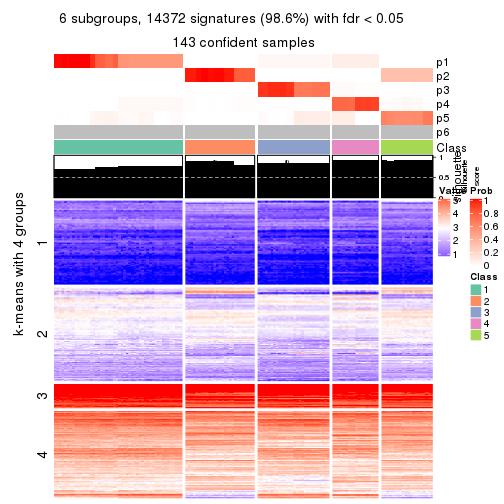 6 subgroups, 14372 signatures (98.6%) with fdr < 0.05
143 confident samples
p1
p2
p3
p4
p5
p6
Class
1
0.5
0
silhouette
score
k-means with 4 groups
1
2
3
4
Value
5
4
3
2
1
Prob
1
0.8
0.6
0.4
0.2
0
Class
1
2
3
4
5